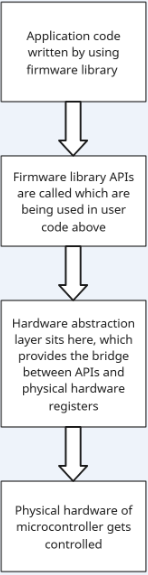 Application code
written by using
firmware library
Firmware library APIs
are called which are
being used in user
code above
Hardware abstraction
layer sits here, which
provides the bridge
between APIs and
physical hardware
registers
Physical hardware of
microcontroller gets
controlled